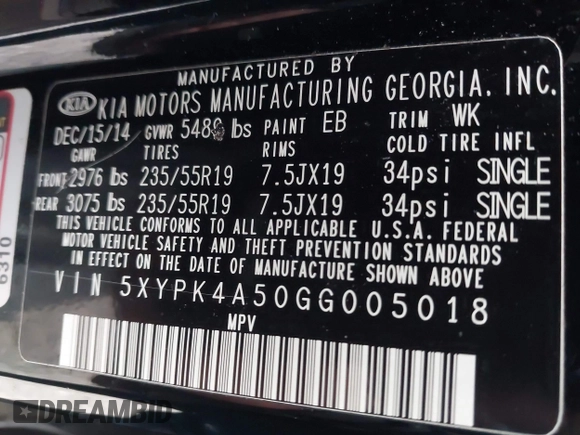 MANUFACTURED BY
KIA KIA MOTORS MANUFACTURING GEORGIA, INC.
DEC/15/14 GVWR 5489 lbs PAINT EB TRIM WK
GAWR TIRES RIMS COLD TIRE INFL
FRONT 2976 lbs 235/55R19 7.5JX19 34psi SINGLE
REAR 3075 lbs 235/55R19 7.5JX19 34psi SINGLE
THIS VEHICLE CONFORMS TO ALL APPLICABLE U.S.A. FEDERAL
MOTOR VEHICLE SAFETY AND THEFT PREVENTION STANDARDS
IN EFFECT ON THE DATE OF MANUFACTURE SHOWN ABOVE.
VIN 5XYPK4A50GG005018
MPV
6310
DREAMBID